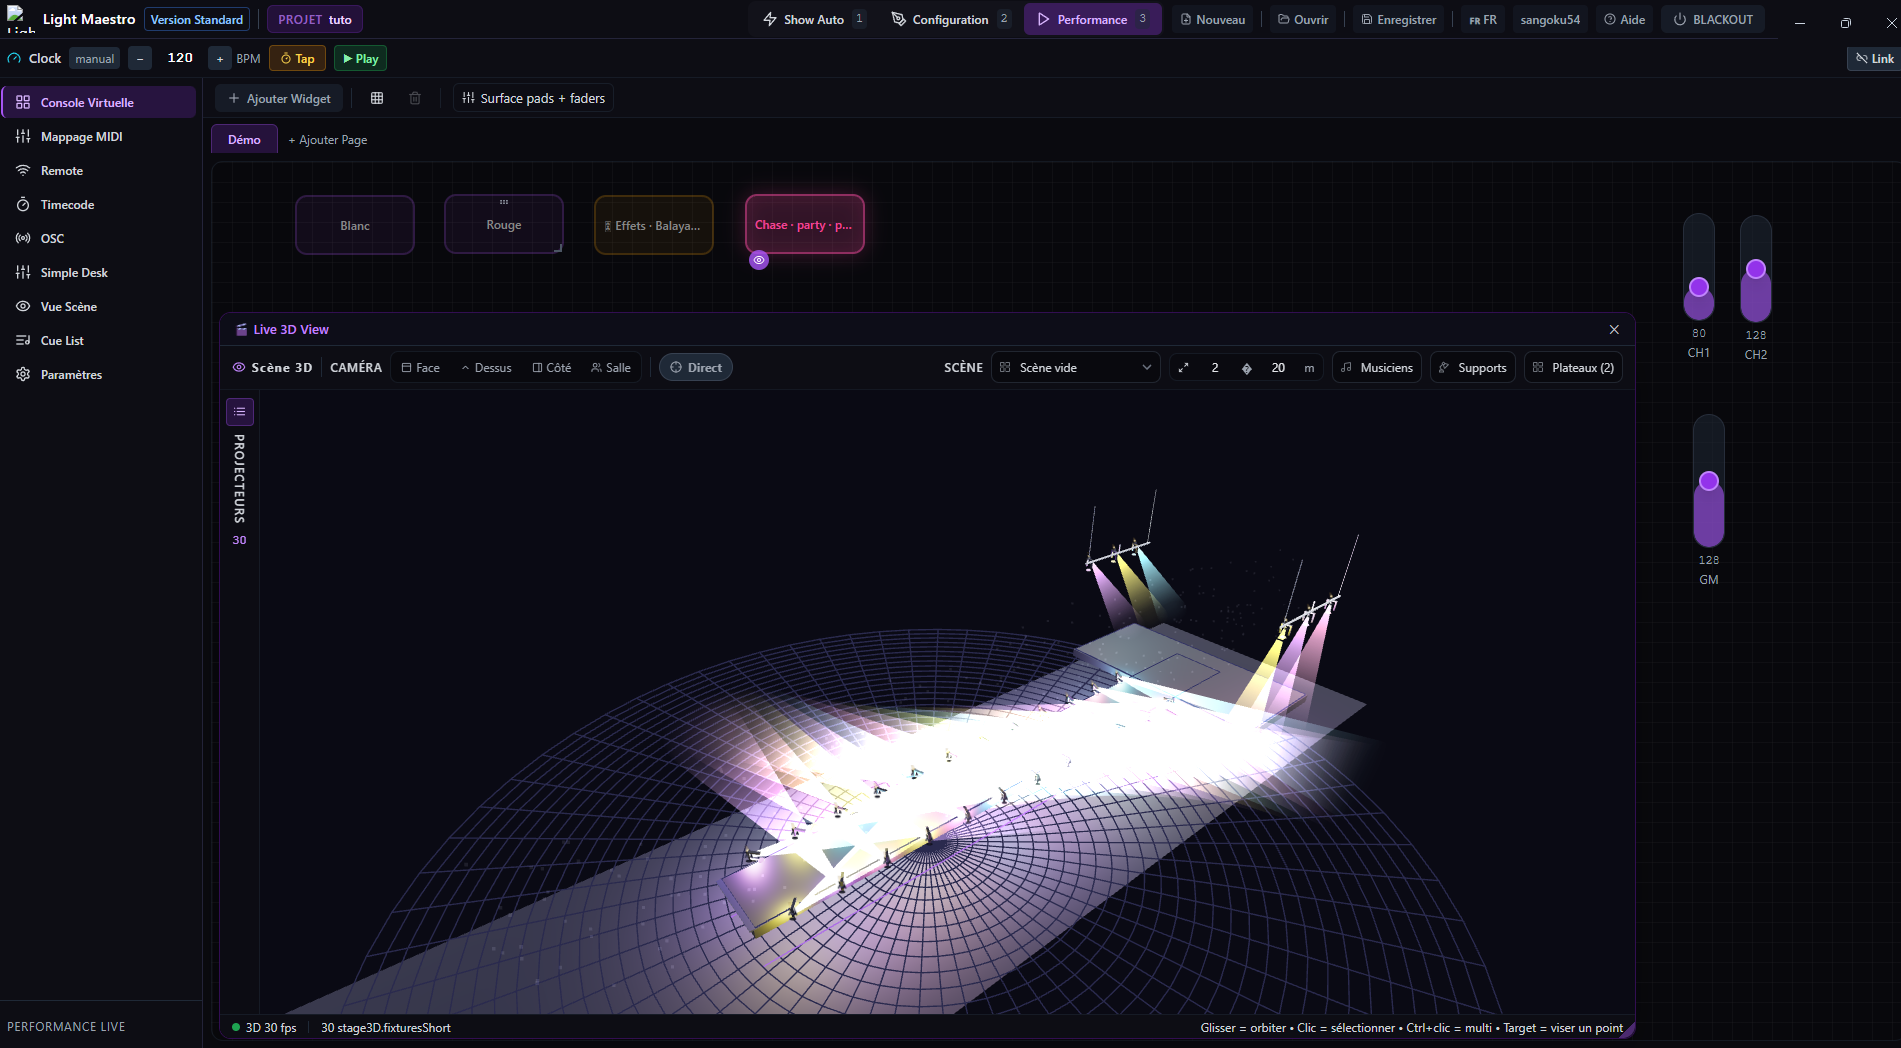 Light Maestro Version Standard PROJET tuto Show Auto 1 Configuration 2 Performance 3 Nouveau Ouvrir Enregistrer FR FR sangoku54 Aide BLACKOUT
Clock manual – 120 + BPM Tap Play Link
Console Virtuelle
Mappage MIDI
Remote
Timecode
OSC
Simple Desk
Vue Scène
Cue List
Paramètres
PERFORMANCE LIVE
+ Ajouter Widget Surface pads + faders
Démo + Ajouter Page
Blanc
Rouge
Effets · Balaya...
Chase · party · p...
80
CH1
128
CH2
128
GM
Live 3D View
Scène 3D CAMÉRA Face Dessus Côté Salle Direct SCÈNE Scène vide 2 20 m Musiciens Supports Plateaux (2)
PROJECTEURS
30
3D 30 fps 30 stage3D.fixturesShort Glisser = orbiter • Clic = sélectionner • Ctrl+clic = multi • Target = viser un point